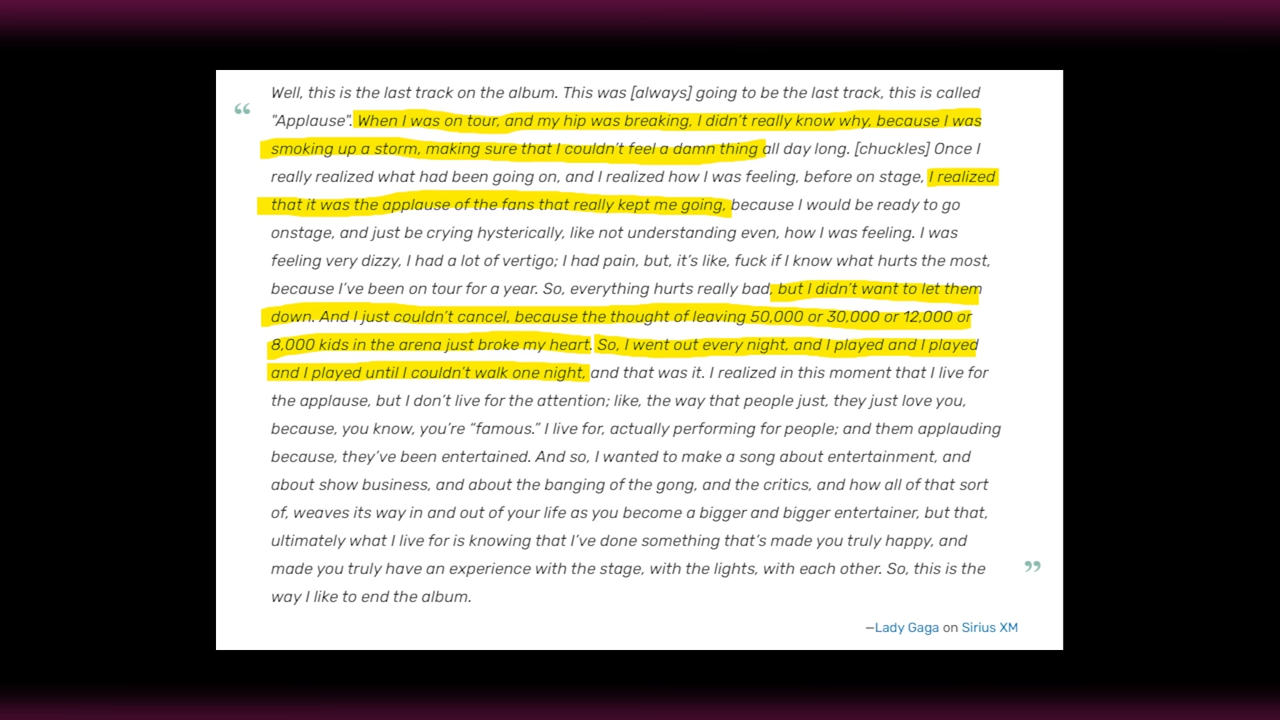 Well, this is the last track on the album. This was [always] going to be the last track, this is called
“ "Applause". When I was on tour, and my hip was breaking, I didn't really know why, because I was
smoking up a storm, making sure that I couldn't feel a damn thing all day long. [chuckles] Once I
really realized what had been going on, and I realized how I was feeling, before on stage, I realized
that it was the applause of the fans that really kept me going, because I would be ready to go
onstage, and just be crying hysterically, like not understanding even, how I was feeling. I was
feeling very dizzy, I had a lot of vertigo; I had pain, but, it's like, fuck if I know what hurts the most,
because I've been on tour for a year. So, everything hurts really bad, but I didn't want to let them
down. And I just couldn't cancel, because the thought of leaving 50,000 or 30,000 or 12,000 or
8,000 kids in the arena just broke my heart. So, I went out every night, and I played and I played
and I played until I couldn't walk one night, and that was it. I realized in this moment that I live for
the applause, but I don't live for the attention; like, the way that people just, they just love you,
because, you know, you're “famous.” I live for, actually performing for people; and them applauding
because, they've been entertained. And so, I wanted to make a song about entertainment, and
about show business, and about the banging of the gong, and the critics, and how all of that sort
of, weaves its way in and out of your life as you become a bigger and bigger entertainer, but that,
ultimately what I live for is knowing that I've done something that's made you truly happy, and
made you truly have an experience with the stage, with the lights, with each other. So, this is the ”
way I like to end the album.
—Lady Gaga on Sirius XM